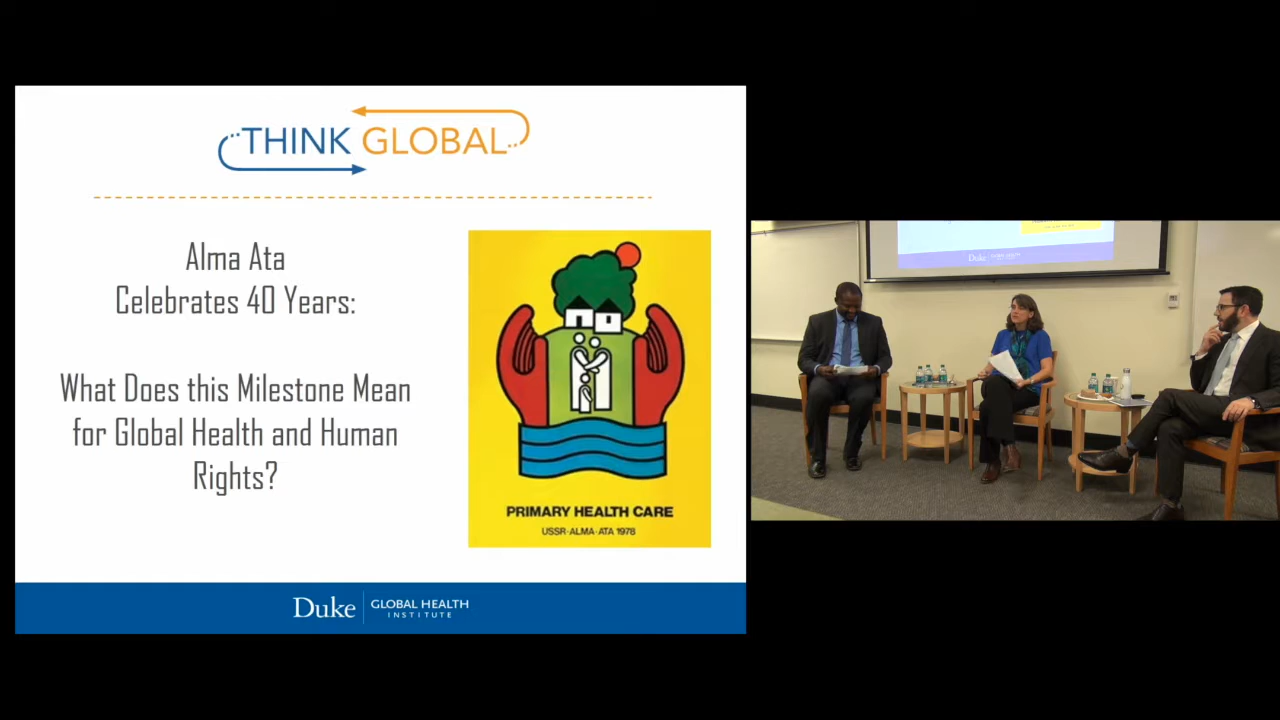 THINK GLOBAL
Alma Ata
Celebrates 40 Years:
What Does this Milestone Mean
for Global Health and Human
Rights?
PRIMARY HEALTH CARE
USSR·ALMA·ATA 1978
Duke
GLOBAL HEALTH
INSTITUTE
Duke